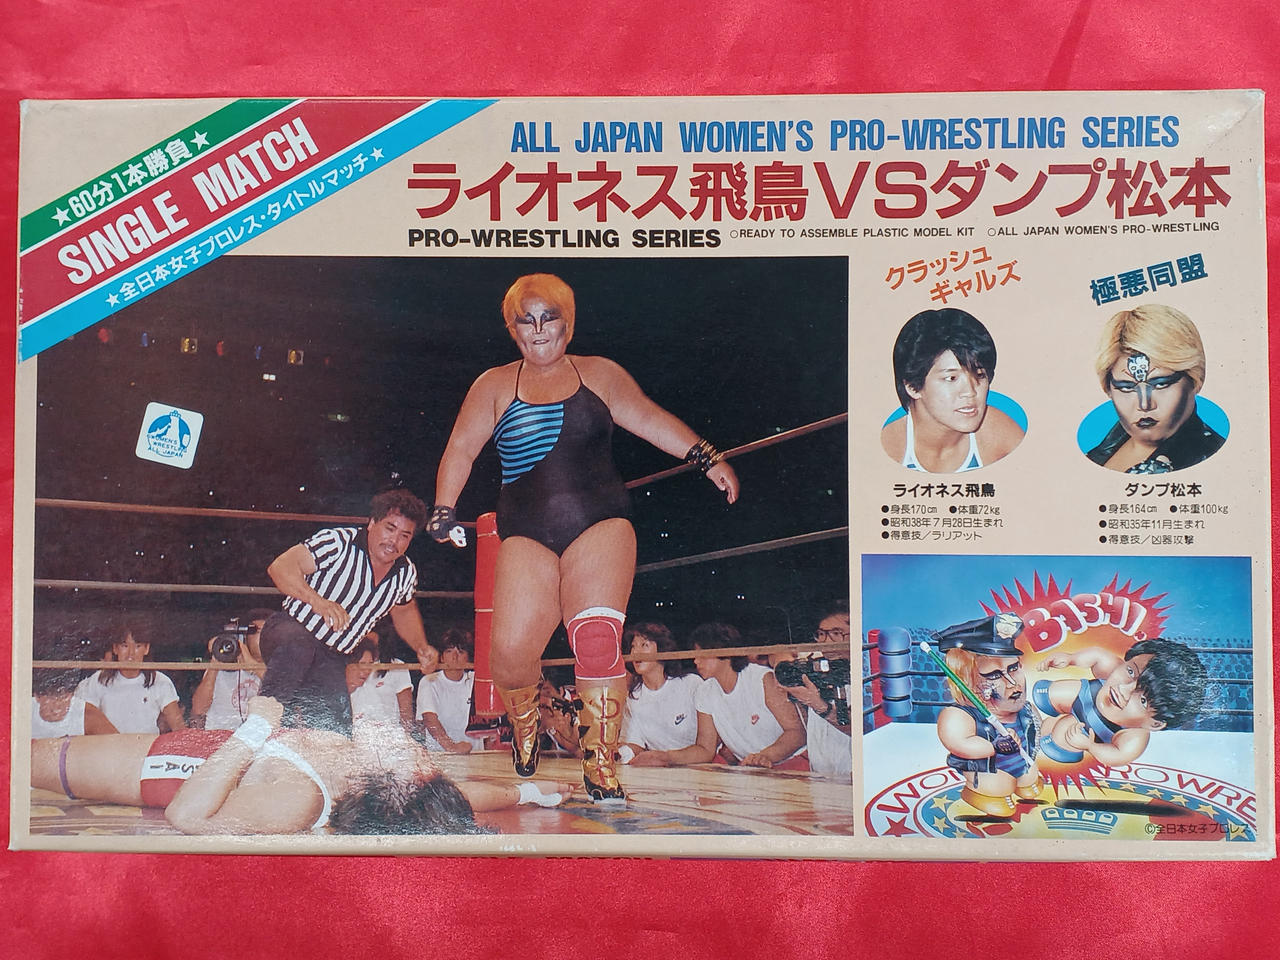 ★60分1本勝負★
SINGLE MATCH
★全日本女子プロレス・タイトルマッチ★
ALL JAPAN WOMEN'S PRO-WRESTLING SERIES
ライオネス飛鳥VSダンプ松本
PRO-WRESTLING SERIES ○READY TO ASSEMBLE PLASTIC MODEL KIT ○ALL JAPAN WOMEN'S PRO-WRESTLING
クラッシュ
ギャルズ
極悪同盟
ライオネス飛鳥
●身長170cm ●体重72kg
●昭和38年7月28日生まれ
●得意技/ラリアット
ダンプ松本
●身長164cm ●体重100kg
●昭和35年11月生まれ
●得意技/凶器攻撃
WOMEN'S
WRESTLING
ALL JAPAN
SAI
BASHI!
WO
ROWRE
©全日本女子プロレス